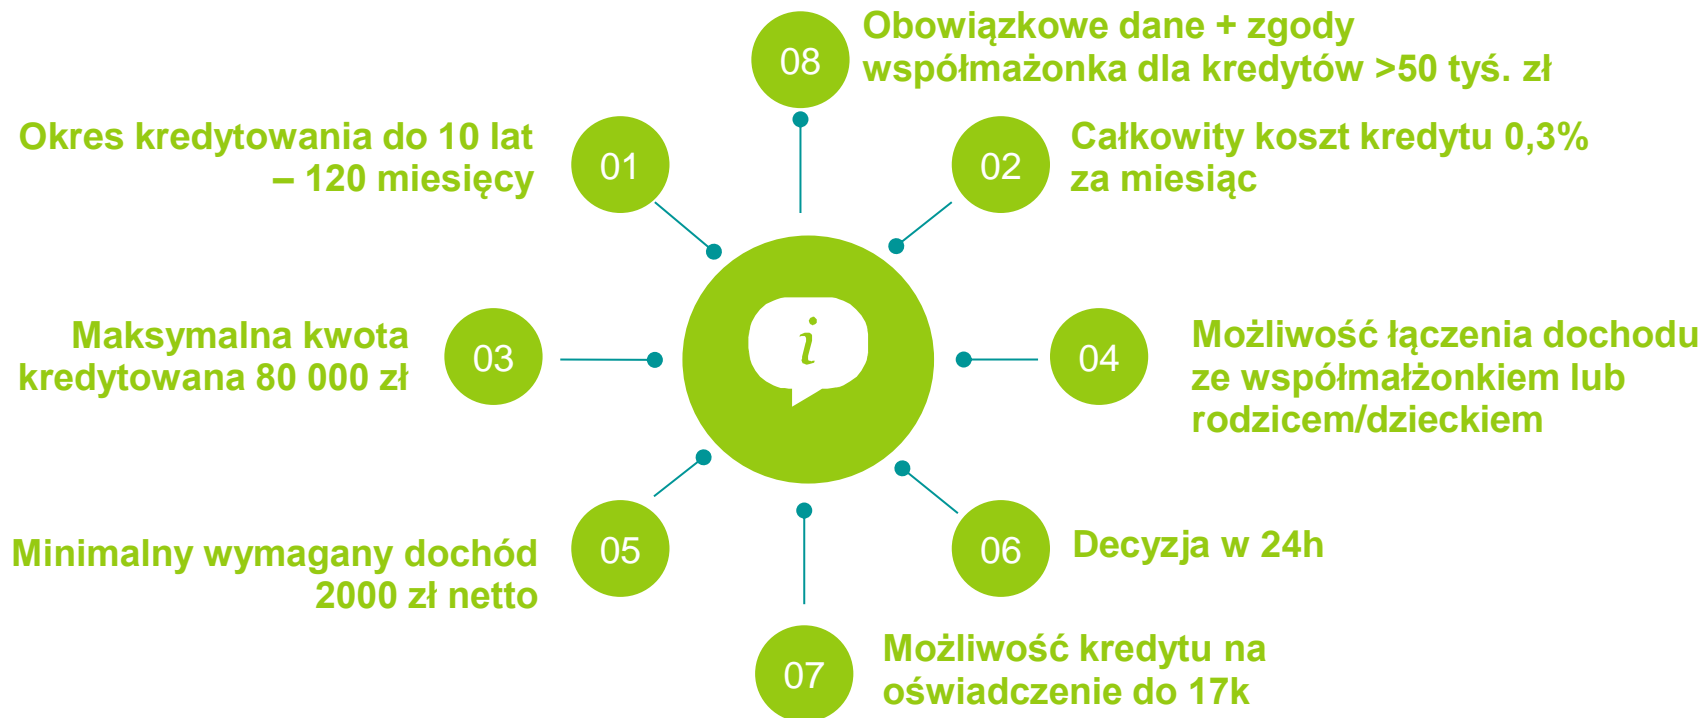 08
Obowiązkowe dane + zgody
współmażonka dla kredytów >50 tyś. zł
Okres kredytowania do 10 lat
– 120 miesięcy
01
02
Całkowity koszt kredytu 0,3%
za miesiąc
Maksymalna kwota
kredytowana 80 000 zł
03
i
04
Możliwość łączenia dochodu
ze współmałżonkiem lub
rodzicem/dzieckiem
Minimalny wymagany dochód
2000 zł netto
05
06
Decyzja w 24h
07
Możliwość kredytu na
oświadczenie do 17k